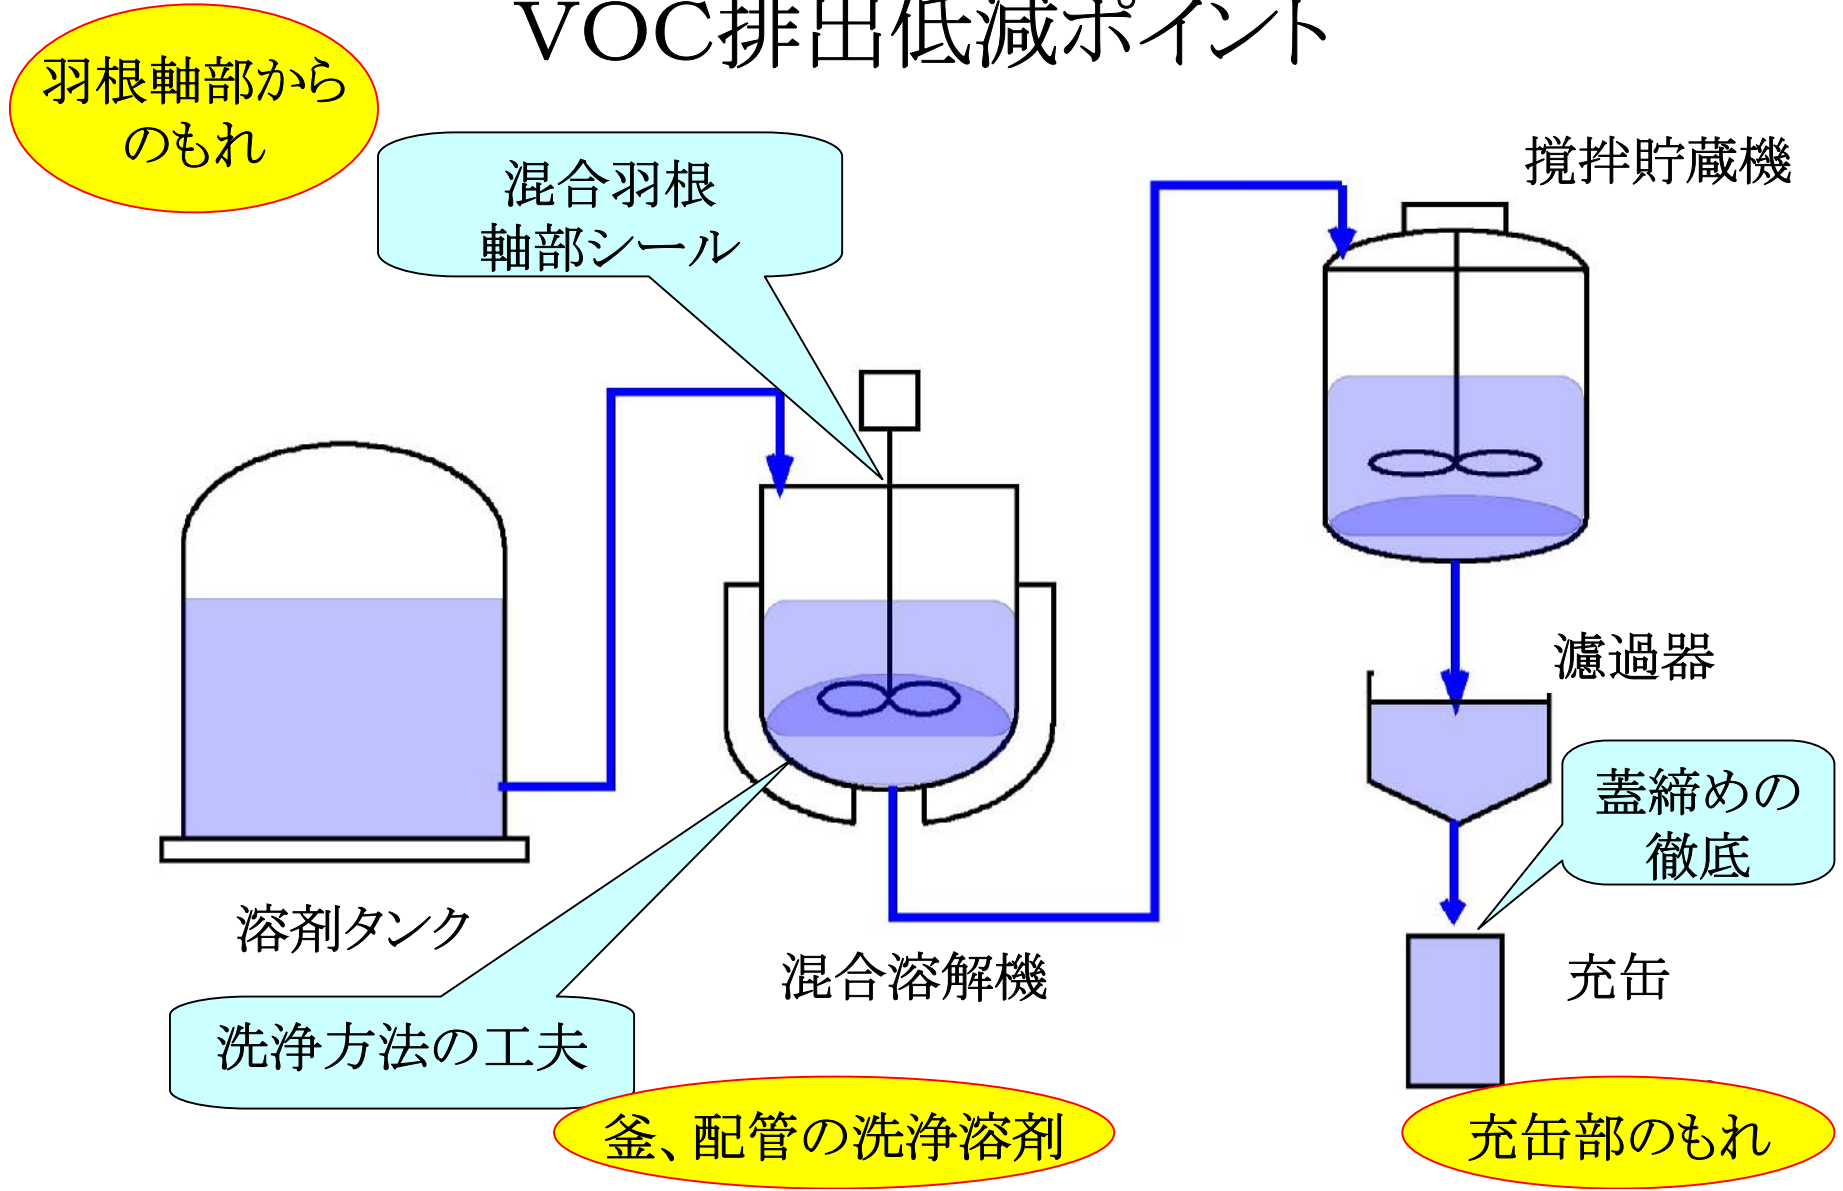 VOC排出低減ポイント
羽根軸部から
のもれ
混合羽根
軸部シール
撹拌貯蔵機
濾過器
蓋締めの
徹底
溶剤タンク
混合溶解機
充缶
洗浄方法の工夫
釜、配管の洗浄溶剤
充缶部のもれ